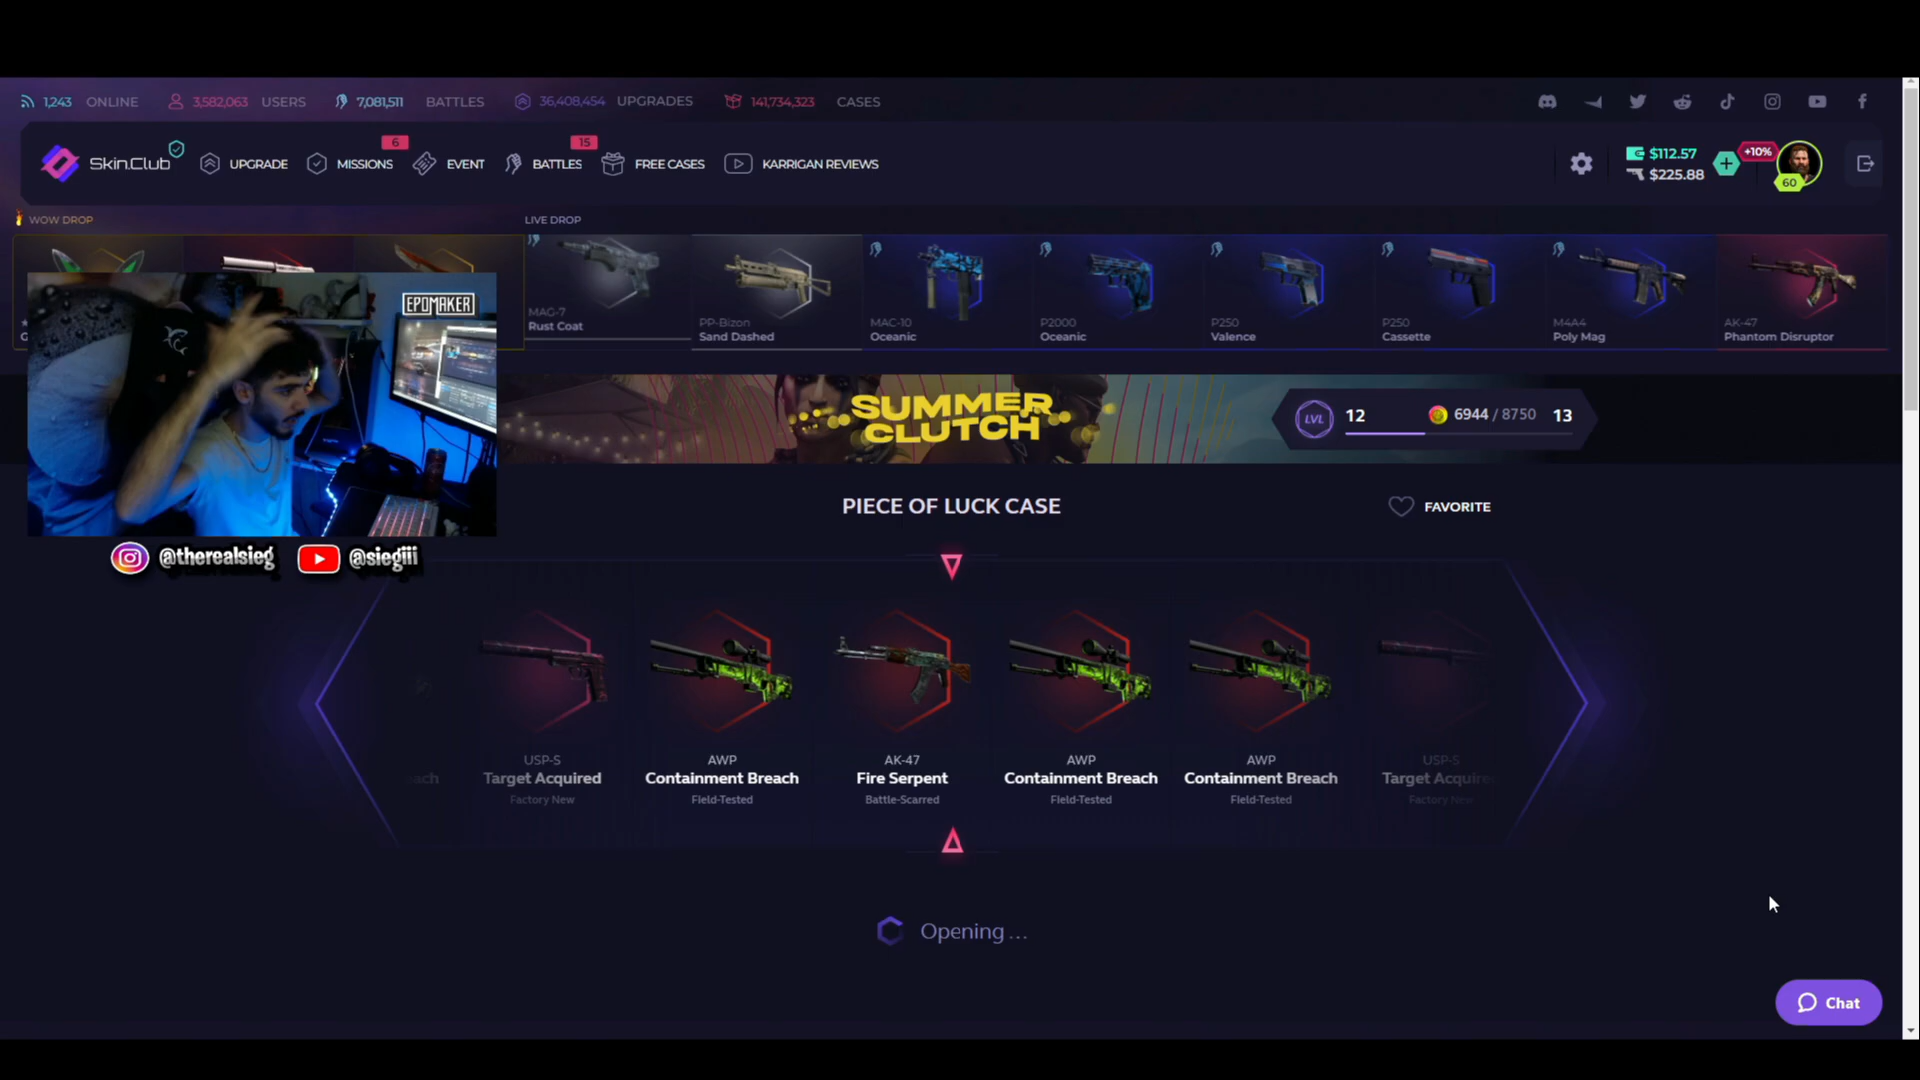 1,243 ONLINE 3,582,063 USERS 7,081,511 BATTLES 36,408,454 UPGRADES 141,734,323 CASES
Skin.Club UPGRADE MISSIONS 6 EVENT BATTLES 15 FREE CASES KARRIGAN REVIEWS
$112.57 +10%
$225.88 60
WOW DROP LIVE DROP
MAG-7
Rust Coat
PP-Bizon
Sand Dashed
MAC-10
Oceanic
P2000
Oceanic
P250
Valence
P250
Cassette
M4A4
Poly Mag
AK-47
Phantom Disruptor
EPOMAKER
SUMMER
CLUTCH
LVL 12 6944 / 8750 13
PIECE OF LUCK CASE FAVORITE
@therealsieg @siegiii
USP-S
Target Acquired
Factory New
AWP
Containment Breach
Field-Tested
AK-47
Fire Serpent
Battle-Scarred
AWP
Containment Breach
Field-Tested
AWP
Containment Breach
Field-Tested
USP-S
Target Acquired
Factory New
Opening ...
Chat